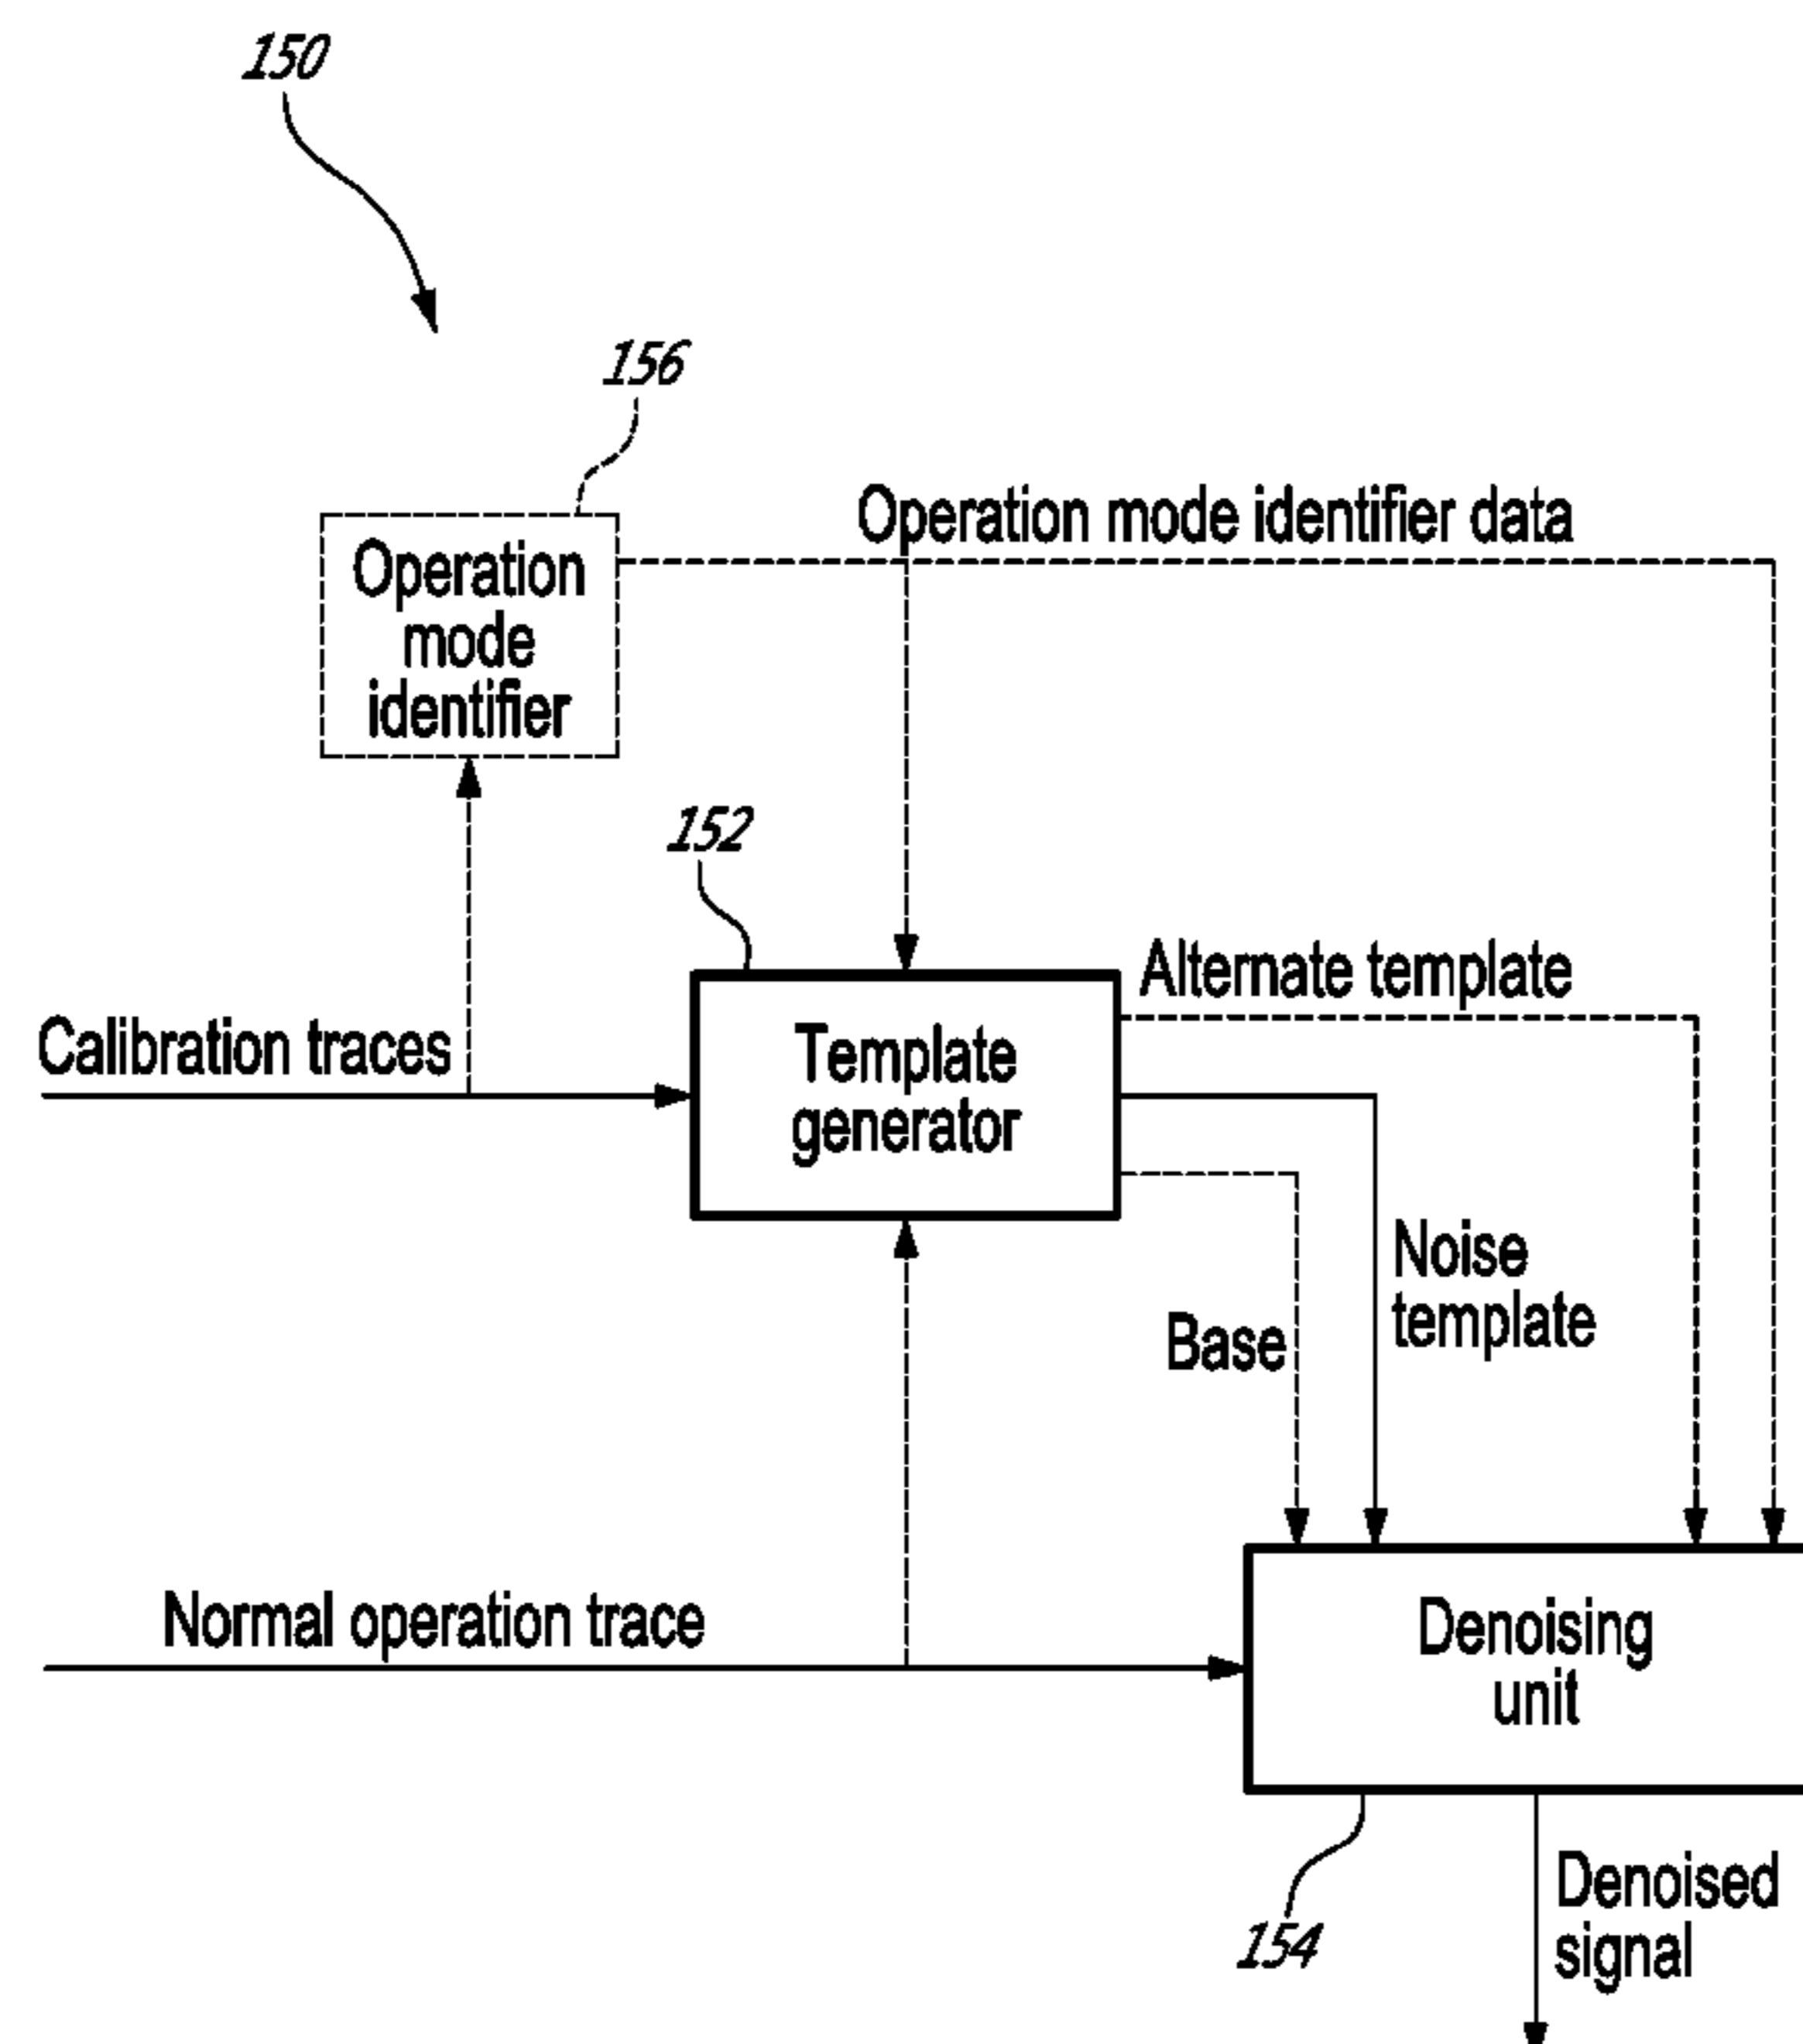 150
156
Operation mode identifier data
Operation
mode
identifier
152
Alternate template
Calibration traces
Template
generator
Noise
template
Base
Normal operation trace
Denoising
unit
Denoised
signal
154